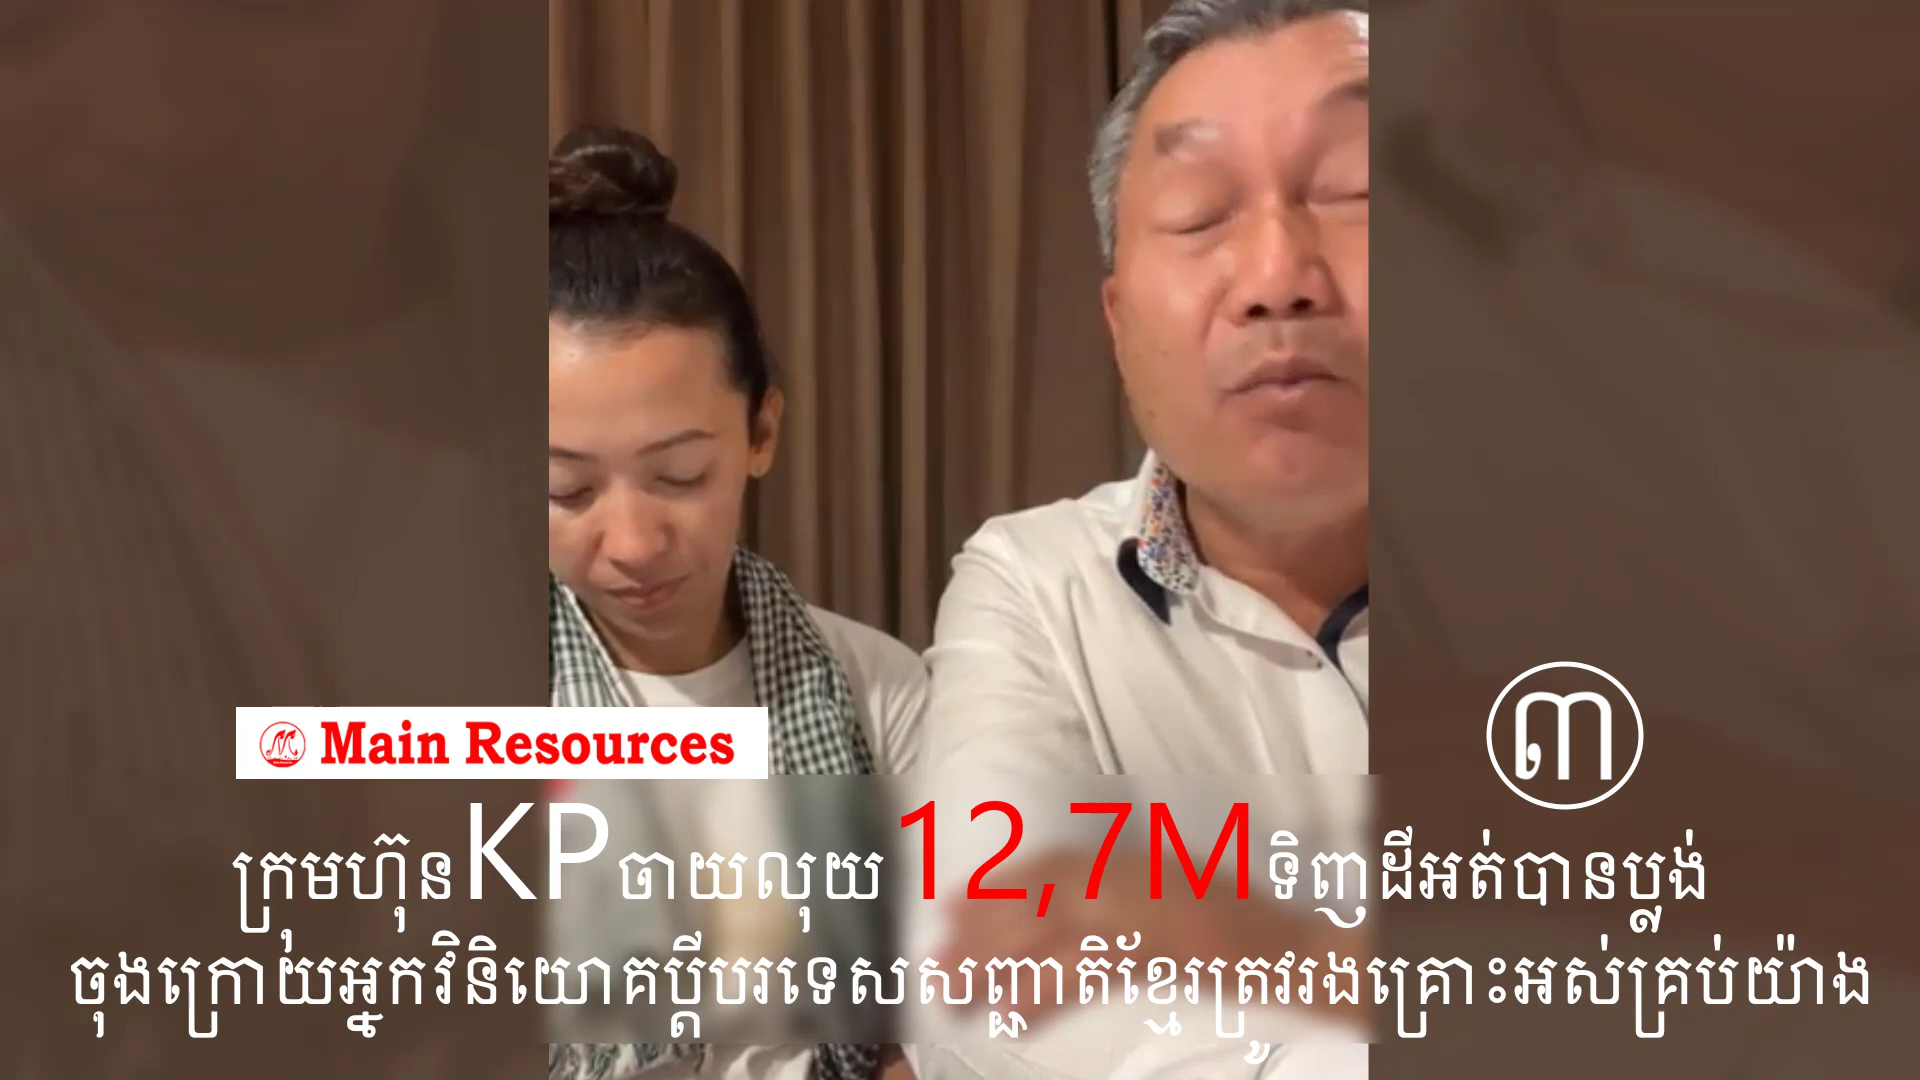 Main Resources
៣
ក្រុមហ៊ុនKPចាយលុយ12,7Mទិញដីអត់បានប្លង់
ចុងក្រោយអ្នកវិនិយោគប្ដីបរទេសសញ្ជាតិខ្មែរត្រូវរងគ្រោះអស់គ្រប់យ៉ាង